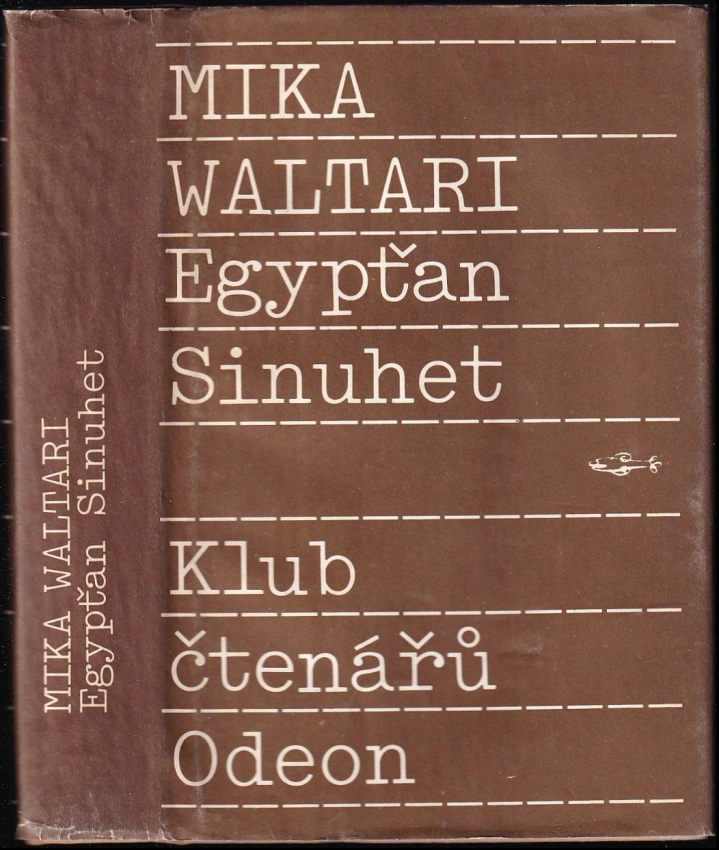 MIKA
WALTARI
Egypťan
Sinuhet
Klub
čtenářů
Odeon
MIKA WALTARI
Egypťan Sinuhet